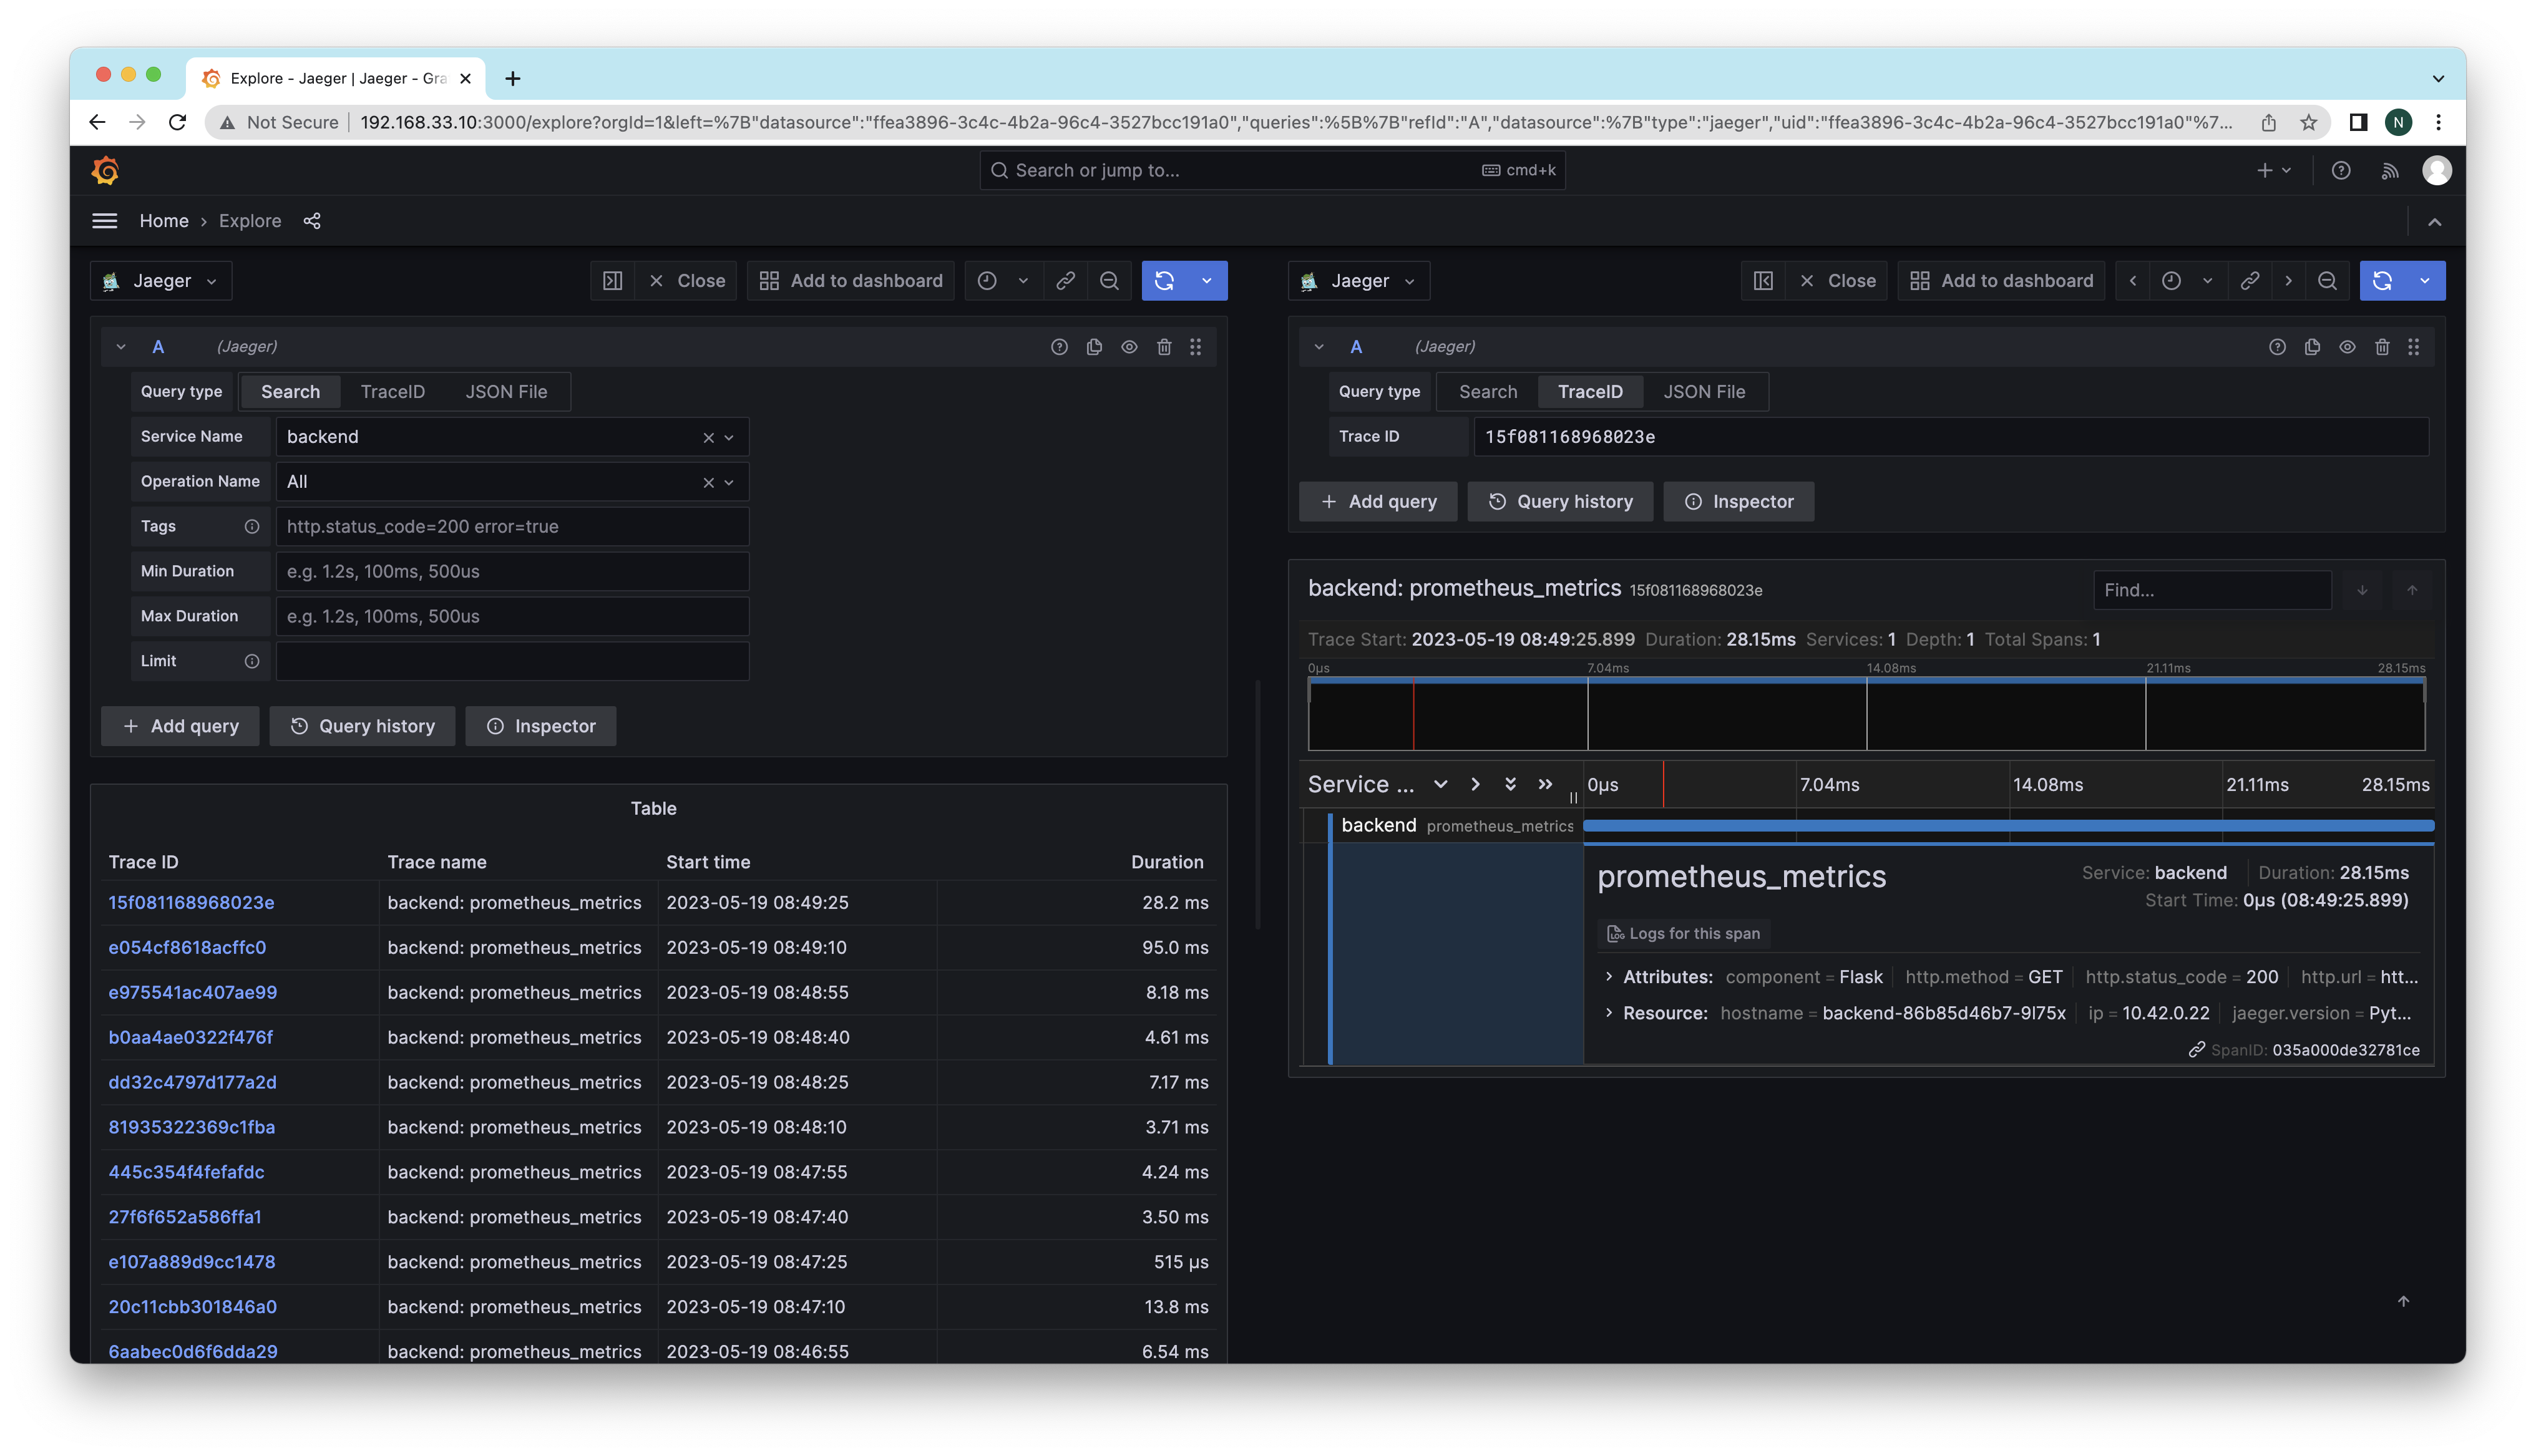 Explore - Jaeger | Jaeger - Gra
Not Secure
192.168.33.10:3000/explore?orgId=1&left=%7B"datasource":"ffea3896-3c4c-4b2a-96c4-3527bcc191a0","queries":%5B%7B"refId":"A","datasource":%7B"type":"jaeger","uid":"ffea3896-3c4c-4b2a-96c4-3527bcc191a0"%7...
N
Search or jump to...
cmd+k
Home › Explore
Jaeger
Close
Add to dashboard
A
(Jaeger)
Query type
Search
TraceID
JSON File
Service Name
backend
Operation Name
All
Tags
http.status_code=200 error=true
Min Duration
e.g. 1.2s, 100ms, 500us
Max Duration
e.g. 1.2s, 100ms, 500us
Limit
+ Add query
Query history
Inspector
Table
Trace ID Trace name Start time Duration
15f081168968023e backend: prometheus_metrics 2023-05-19 08:49:25 28.2 ms
e054cf8618acffc0 backend: prometheus_metrics 2023-05-19 08:49:10 95.0 ms
e975541ac407ae99 backend: prometheus_metrics 2023-05-19 08:48:55 8.18 ms
b0aa4ae0322f476f backend: prometheus_metrics 2023-05-19 08:48:40 4.61 ms
dd32c4797d177a2d backend: prometheus_metrics 2023-05-19 08:48:25 7.17 ms
81935322369c1fba backend: prometheus_metrics 2023-05-19 08:48:10 3.71 ms
445c354f4fefafdc backend: prometheus_metrics 2023-05-19 08:47:55 4.24 ms
27f6f652a586ffa1 backend: prometheus_metrics 2023-05-19 08:47:40 3.50 ms
e107a889d9cc1478 backend: prometheus_metrics 2023-05-19 08:47:25 515 µs
20c11cbb301846a0 backend: prometheus_metrics 2023-05-19 08:47:10 13.8 ms
6aabec0d6f6dda29 backend: prometheus_metrics 2023-05-19 08:46:55 6.54 ms
Jaeger
Close
Add to dashboard
A
(Jaeger)
Query type
Search
TraceID
JSON File
Trace ID
15f081168968023e
+ Add query
Query history
Inspector
backend: prometheus_metrics 15f081168968023e
Find...
Trace Start: 2023-05-19 08:49:25.899 Duration: 28.15ms Services: 1 Depth: 1 Total Spans: 1
0µs 7.04ms 14.08ms 21.11ms 28.15ms
Service ...
0µs 7.04ms 14.08ms 21.11ms 28.15ms
backend prometheus_metrics
prometheus_metrics
Service: backend Duration: 28.15ms
Start Time: 0µs (08:49:25.899)
LOG Logs for this span
Attributes: component = Flask http.method = GET http.status_code = 200 http.url = htt...
Resource: hostname = backend-86b85d46b7-9l75x ip = 10.42.0.22 jaeger.version = Pyt...
SpanID: 035a000de32781ce